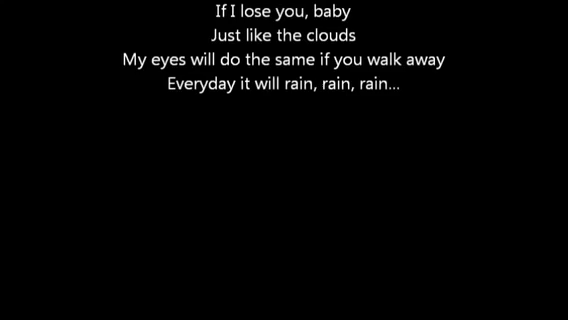 If I lose you, baby
Just like the clouds
My eyes will do the same if you walk away
Everyday it will rain, rain, rain...